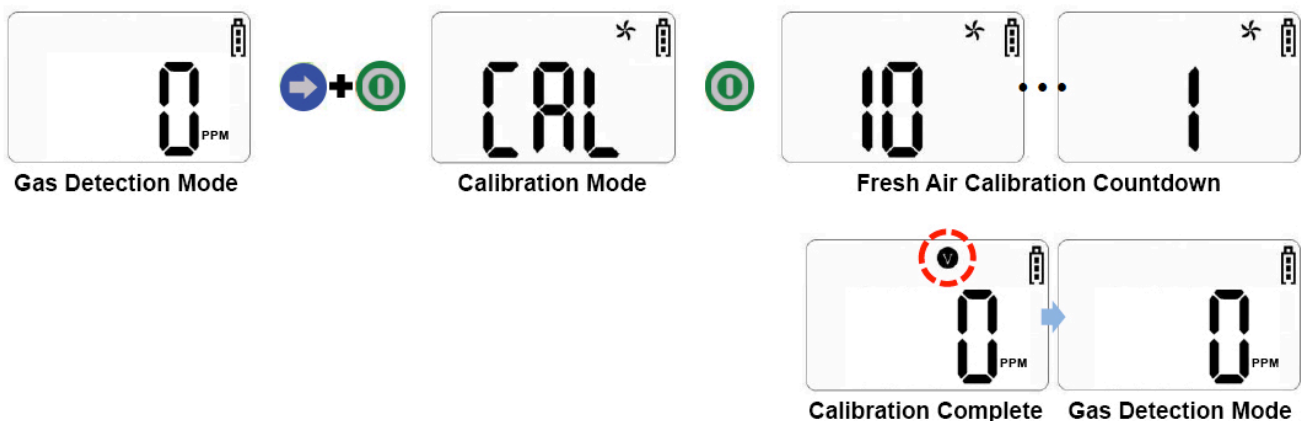 0 PPM
CAL
10 ... 1
Gas Detection Mode
Calibration Mode
Fresh Air Calibration Countdown
V
0 PPM
0 PPM
Calibration Complete
Gas Detection Mode